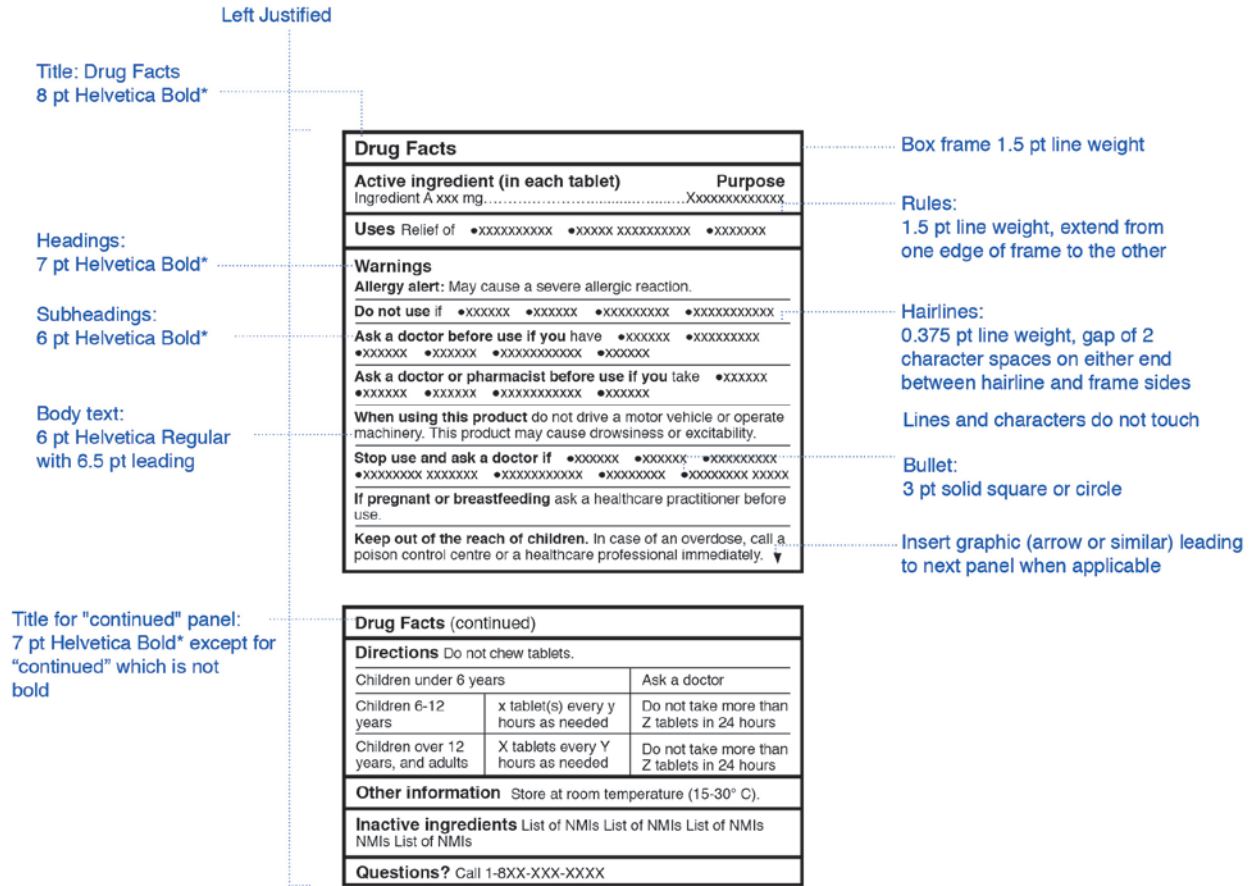 Left Justified
Title: Drug Facts
8 pt Helvetica Bold*
Headings:
7 pt Helvetica Bold*
Subheadings:
6 pt Helvetica Bold*
Body text:
6 pt Helvetica Regular
with 6.5 pt leading
Title for "continued" panel:
7 pt Helvetica Bold* except for
“continued” which is not
bold
Drug Facts
Active ingredient (in each tablet) Purpose
Ingredient A xxx mg.......................................................Xxxxxxxxxxxxx
Uses Relief of ●xxxxxxxxxx ●xxxxx xxxxxxxxxx ●xxxxxxx
Warnings
Allergy alert: May cause a severe allergic reaction.
Do not use if ●xxxxxx ●xxxxxx ●xxxxxxxxx ●xxxxxxxxxxx
Ask a doctor before use if you have ●xxxxxx ●xxxxxxxxx
●xxxxxx ●xxxxxx ●xxxxxxxxxxx ●xxxxxx
Ask a doctor or pharmacist before use if you take ●xxxxxx
●xxxxxx ●xxxxxx ●xxxxxxxxxxx ●xxxxxx
When using this product do not drive a motor vehicle or operate
machinery. This product may cause drowsiness or excitability.
Stop use and ask a doctor if ●xxxxxx ●xxxxxx ●xxxxxxxxx
●xxxxxxxx xxxxxxx ●xxxxxxxxxxx ●xxxxxxxx ●xxxxxxxx xxxxx
If pregnant or breastfeeding ask a healthcare practitioner before
use.
Keep out of the reach of children. In case of an overdose, call a
poison control centre or a healthcare professional immediately.
Drug Facts (continued)
Directions Do not chew tablets.
Children under 6 years Ask a doctor
Children 6-12 x tablet(s) every y Do not take more than
years hours as needed Z tablets in 24 hours
Children over 12 X tablets every Y Do not take more than
years, and adults hours as needed Z tablets in 24 hours
Other information Store at room temperature (15-30° C).
Inactive ingredients List of NMIs List of NMIs List of NMIs
NMIs List of NMIs
Questions? Call 1-8XX-XXX-XXXX
Box frame 1.5 pt line weight
Rules:
1.5 pt line weight, extend from
one edge of frame to the other
Hairlines:
0.375 pt line weight, gap of 2
character spaces on either end
between hairline and frame sides
Lines and characters do not touch
Bullet:
3 pt solid square or circle
Insert graphic (arrow or similar) leading
to next panel when applicable